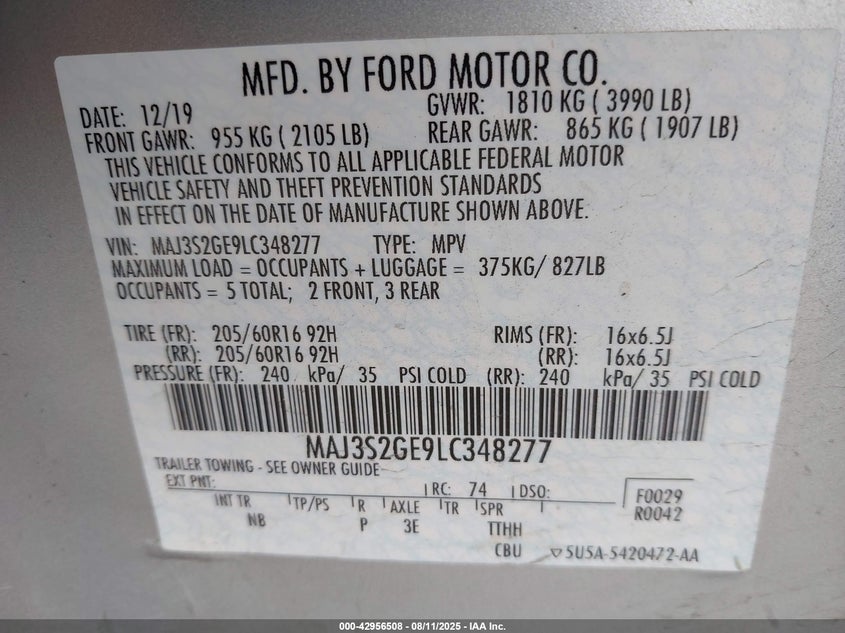 MFD. BY FORD MOTOR CO.
DATE: 12/19 GVWR: 1810 KG ( 3990 LB)
FRONT GAWR: 955 KG ( 2105 LB) REAR GAWR: 865 KG ( 1907 LB)
THIS VEHICLE CONFORMS TO ALL APPLICABLE FEDERAL MOTOR
VEHICLE SAFETY AND THEFT PREVENTION STANDARDS
IN EFFECT ON THE DATE OF MANUFACTURE SHOWN ABOVE.
VIN: MAJ3S2GE9LC348277 TYPE: MPV
MAXIMUM LOAD = OCCUPANTS + LUGGAGE = 375KG/ 827LB
OCCUPANTS = 5 TOTAL; 2 FRONT, 3 REAR
TIRE (FR): 205/60R16 92H RIMS (FR): 16x6.5J
(RR): 205/60R16 92H (RR): 16x6.5J
PRESSURE (FR): 240 kPa/ 35 PSI COLD (RR): 240 kPa/ 35 PSI COLD
MAJ3S2GE9LC348277
TRAILER TOWING - SEE OWNER GUIDE
EXT PNT: RC: 74 DSO: F0029
INT TR TP/PS R AXLE TR SPR R0042
NB P 3E TTHH
CBU 5U5A-5420472-AA
000-42956508 - 08/11/2025 - IAA Inc.